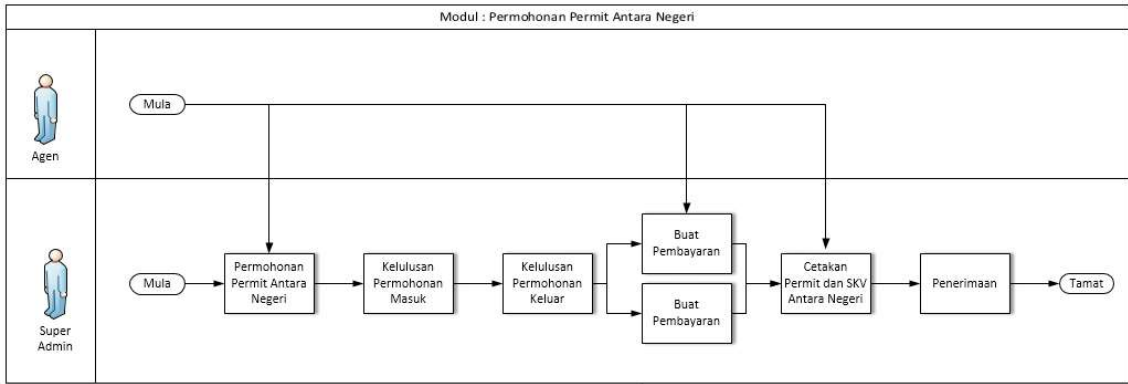 Modul : Permohonan Permit Antara Negeri
Agen
Mula
Super
Admin
Mula
Permohonan
Permit Antara
Negeri
Kelulusan
Permohonan
Masuk
Kelulusan
Permohonan
Keluar
Buat
Pembayaran
Buat
Pembayaran
Cetakan
Permit dan SKV
Antara Negeri
Penerimaan
Tamat